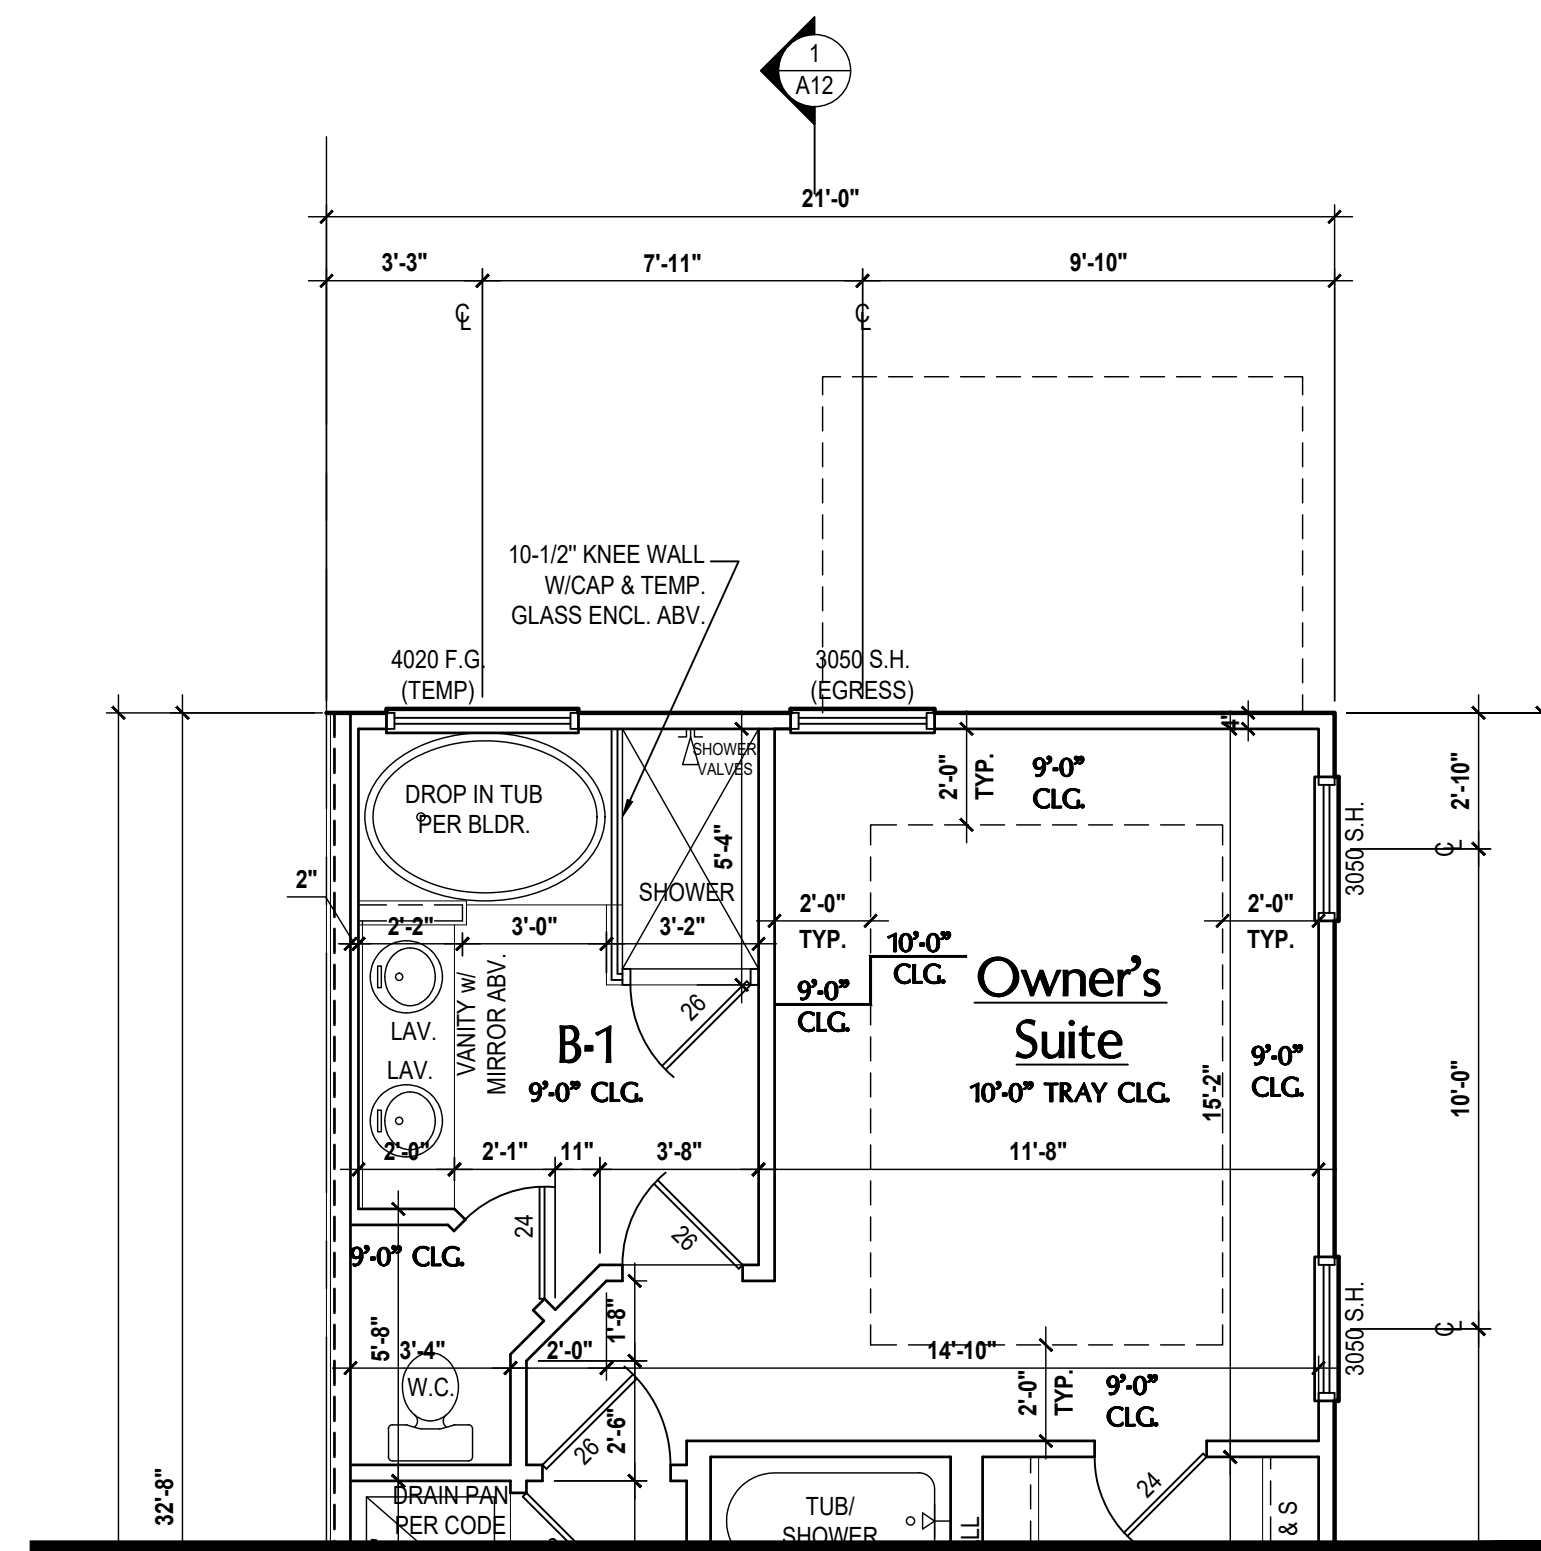 1
A12
21'-0"
3'-3"
7'-11"
9'-10"
10-1/2" KNEE WALL
W/CAP & TEMP.
GLASS ENCL. ABV.
4020 F.G.
(TEMP)
3050 S.H.
(EGRESS)
4"
SHOWER
VALVES
2'-0"
TYP.
9'-0"
CLG.
2'-10"
DROP IN TUB
PER BLDR.
5'-4"
3050 S.H.
2"
SHOWER
2'-2"
3'-0"
3'-2"
2'-0"
TYP.
10'-0"
CLG.
2'-0"
TYP.
9'-0"
CLG.
Owner's
Suite
10'-0" TRAY CLG.
LAV.
LAV.
VANITY w/
MIRROR ABV.
B-1
9'-0" CLG.
26
15'-2"
9'-0"
CLG.
10'-0"
2'-0"
2'-1"
11"
3'-8"
11'-8"
24
26
9'-0" CLG.
5'-8"
3'-4"
2'-0"
1'-8"
14'-10"
3050 S.H.
W.C.
2'-6"
26
2'-0"
TYP.
9'-0"
CLG.
32'-8"
DRAIN PAN
PER CODE
TUB/
SHOWER
24
& S